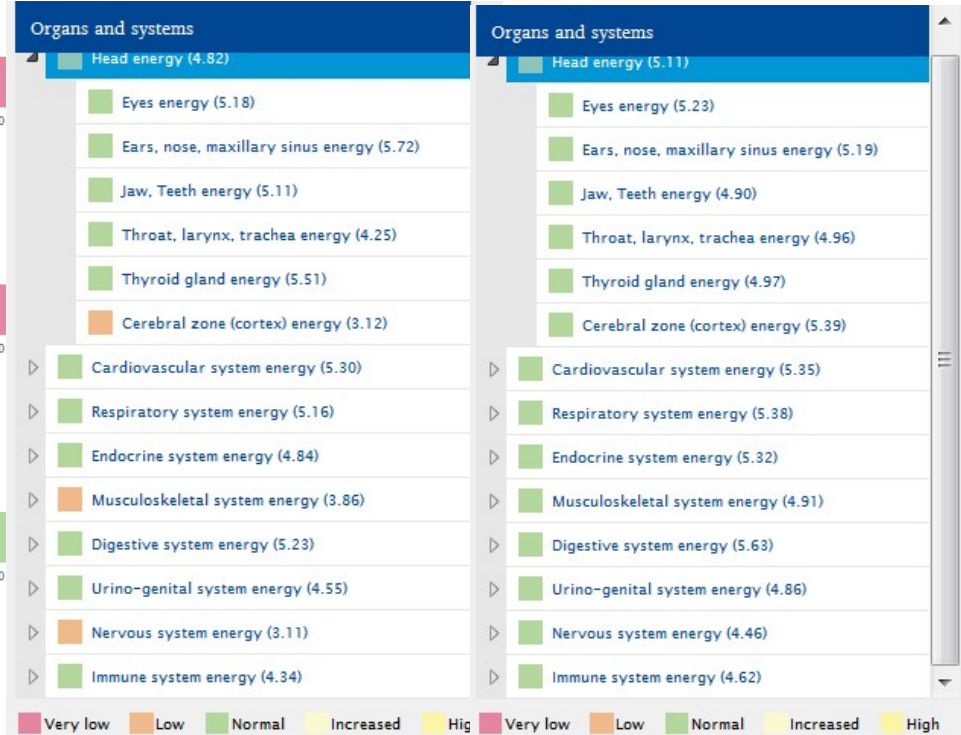 Organs and systems
Head energy (4.82)
Eyes energy (5.18)
Ears, nose, maxillary sinus energy (5.72)
Jaw, Teeth energy (5.11)
Throat, larynx, trachea energy (4.25)
Thyroid gland energy (5.51)
Cerebral zone (cortex) energy (3.12)
Cardiovascular system energy (5.30)
Respiratory system energy (5.16)
Endocrine system energy (4.84)
Musculoskeletal system energy (3.86)
Digestive system energy (5.23)
Urino-genital system energy (4.55)
Nervous system energy (3.11)
Immune system energy (4.34)
Very low Low Normal Increased Hig
Organs and systems
Head energy (5.11)
Eyes energy (5.23)
Ears, nose, maxillary sinus energy (5.19)
Jaw, Teeth energy (4.90)
Throat, larynx, trachea energy (4.96)
Thyroid gland energy (4.97)
Cerebral zone (cortex) energy (5.39)
Cardiovascular system energy (5.35)
Respiratory system energy (5.38)
Endocrine system energy (5.32)
Musculoskeletal system energy (4.91)
Digestive system energy (5.63)
Urino-genital system energy (4.86)
Nervous system energy (4.46)
Immune system energy (4.62)
Very low Low Normal Increased High